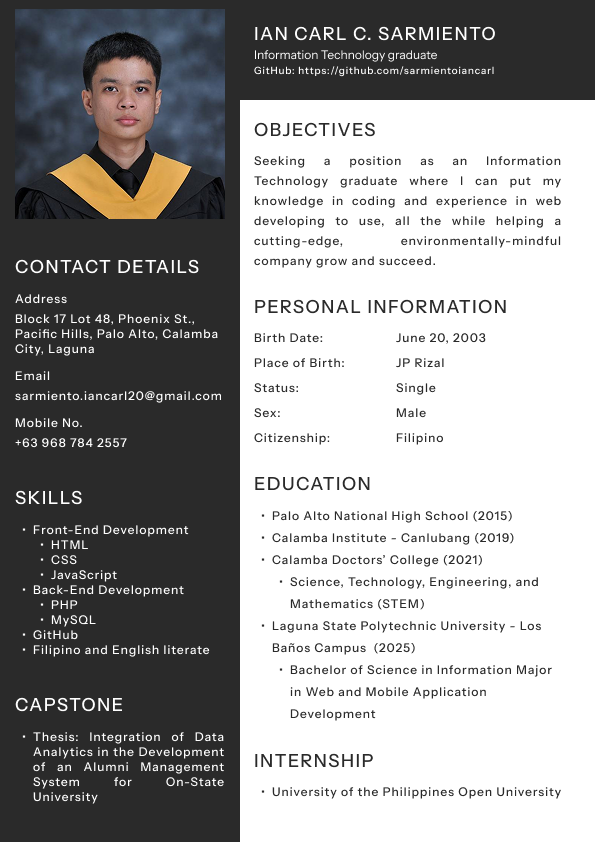 IAN CARL C. SARMIENTO
Information Technology graduate
GitHub: https://github.com/sarmientoiancarl
CONTACT DETAILS
Address
Block 17 Lot 48, Phoenix St.,
Pacific Hills, Palo Alto, Calamba
City, Laguna
Email
sarmiento.iancarl20@gmail.com
Mobile No.
+63 968 784 2557
SKILLS
• Front-End Development
• HTML
• CSS
• JavaScript
• Back-End Development
• PHP
• MySQL
• GitHub
• Filipino and English literate
CAPSTONE
• Thesis: Integration of Data
Analytics in the Development
of an Alumni Management
System for On-State
University
OBJECTIVES
Seeking a position as an Information
Technology graduate where I can put my
knowledge in coding and experience in web
developing to use, all the while helping a
cutting-edge, environmentally-mindful
company grow and succeed.
PERSONAL INFORMATION
Birth Date: June 20, 2003
Place of Birth: JP Rizal
Status: Single
Sex: Male
Citizenship: Filipino
EDUCATION
• Palo Alto National High School (2015)
• Calamba Institute - Canlubang (2019)
• Calamba Doctors' College (2021)
• Science, Technology, Engineering, and
Mathematics (STEM)
• Laguna State Polytechnic University - Los
Baños Campus (2025)
• Bachelor of Science in Information Major
in Web and Mobile Application
Development
INTERNSHIP
• University of the Philippines Open University